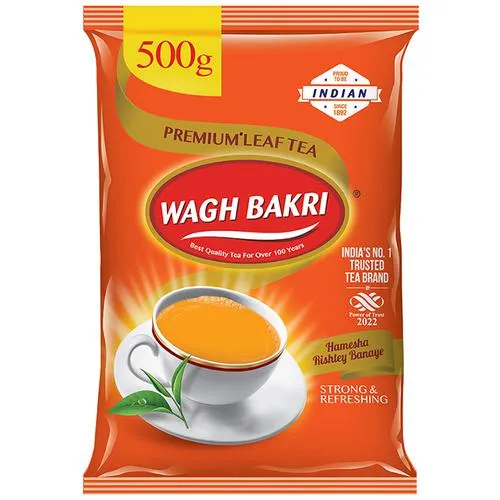 500g
PROUD
TO BE
INDIAN
SINCE
1892
PREMIUM LEAF TEA
WAGH BAKRI
®
Best Quality Tea For Over 100 Years
INDIA'S NO. 1
TRUSTED
TEA BRAND
BY
Power of Trust
2022
Hamesha
Rishtey Banaye
STRONG &
REFRESHING